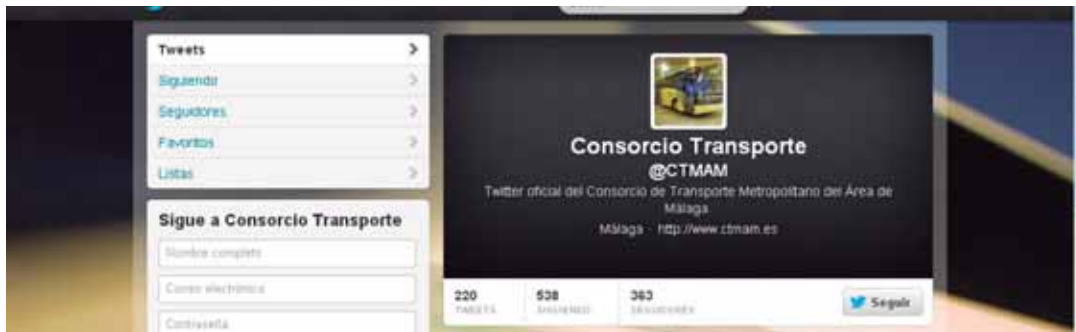 Tweets
Siguiendo
Seguidores
Favoritos
Listas
Sigue a Consorcio Transporte
Nombre completo
Correo electrónico
Contraseña
Consorcio Transporte
@CTMAM
Twitter oficial del Consorcio de Transporte Metropolitano del Área de
Málaga
Málaga · http://www.ctmam.es
220
TWEETS
538
SIGUIENDO
363
SEGUIDORES
Seguir